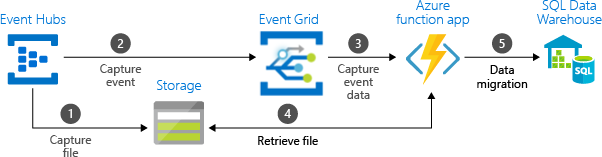 Event Hubs
Event Grid
Azure
function app
SQL Data
Warehouse
2
Capture
event
3
Capture
event
data
5
Data
migration
SQL
1
Capture
file
Storage
4
Retrieve file